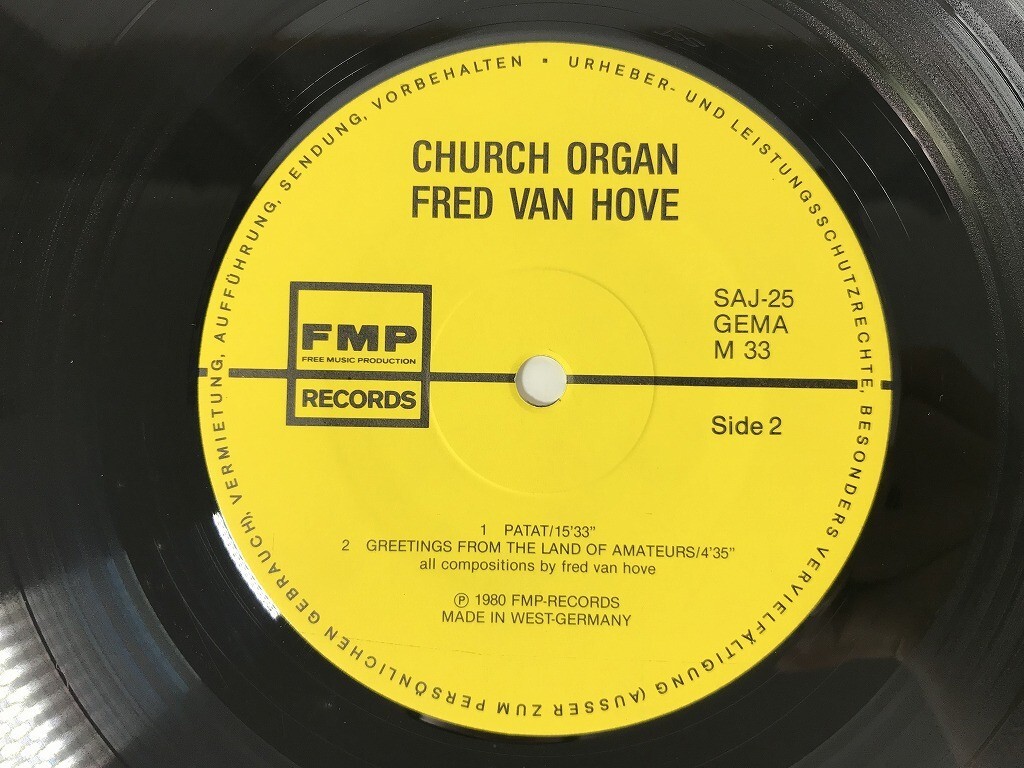 URHEBER- UND LEISTUNGSSCHUTZRECHTE, BESONDERS VERVIELFÄLTIGUNG (AUSSER ZUM PERSÖNLICHEN GEBRAUCH), VERMIETUNG, AUFFÜHRUNG, SENDUNG, VORBEHALTEN ·
CHURCH ORGAN
FRED VAN HOVE
FMP
FREE MUSIC PRODUCTION
RECORDS
SAJ-25
GEMA
M 33
Side 2
1 PATAT/15'33"
2 GREETINGS FROM THE LAND OF AMATEURS/4'35"
all compositions by fred van hove
Ⓟ 1980 FMP-RECORDS
MADE IN WEST-GERMANY